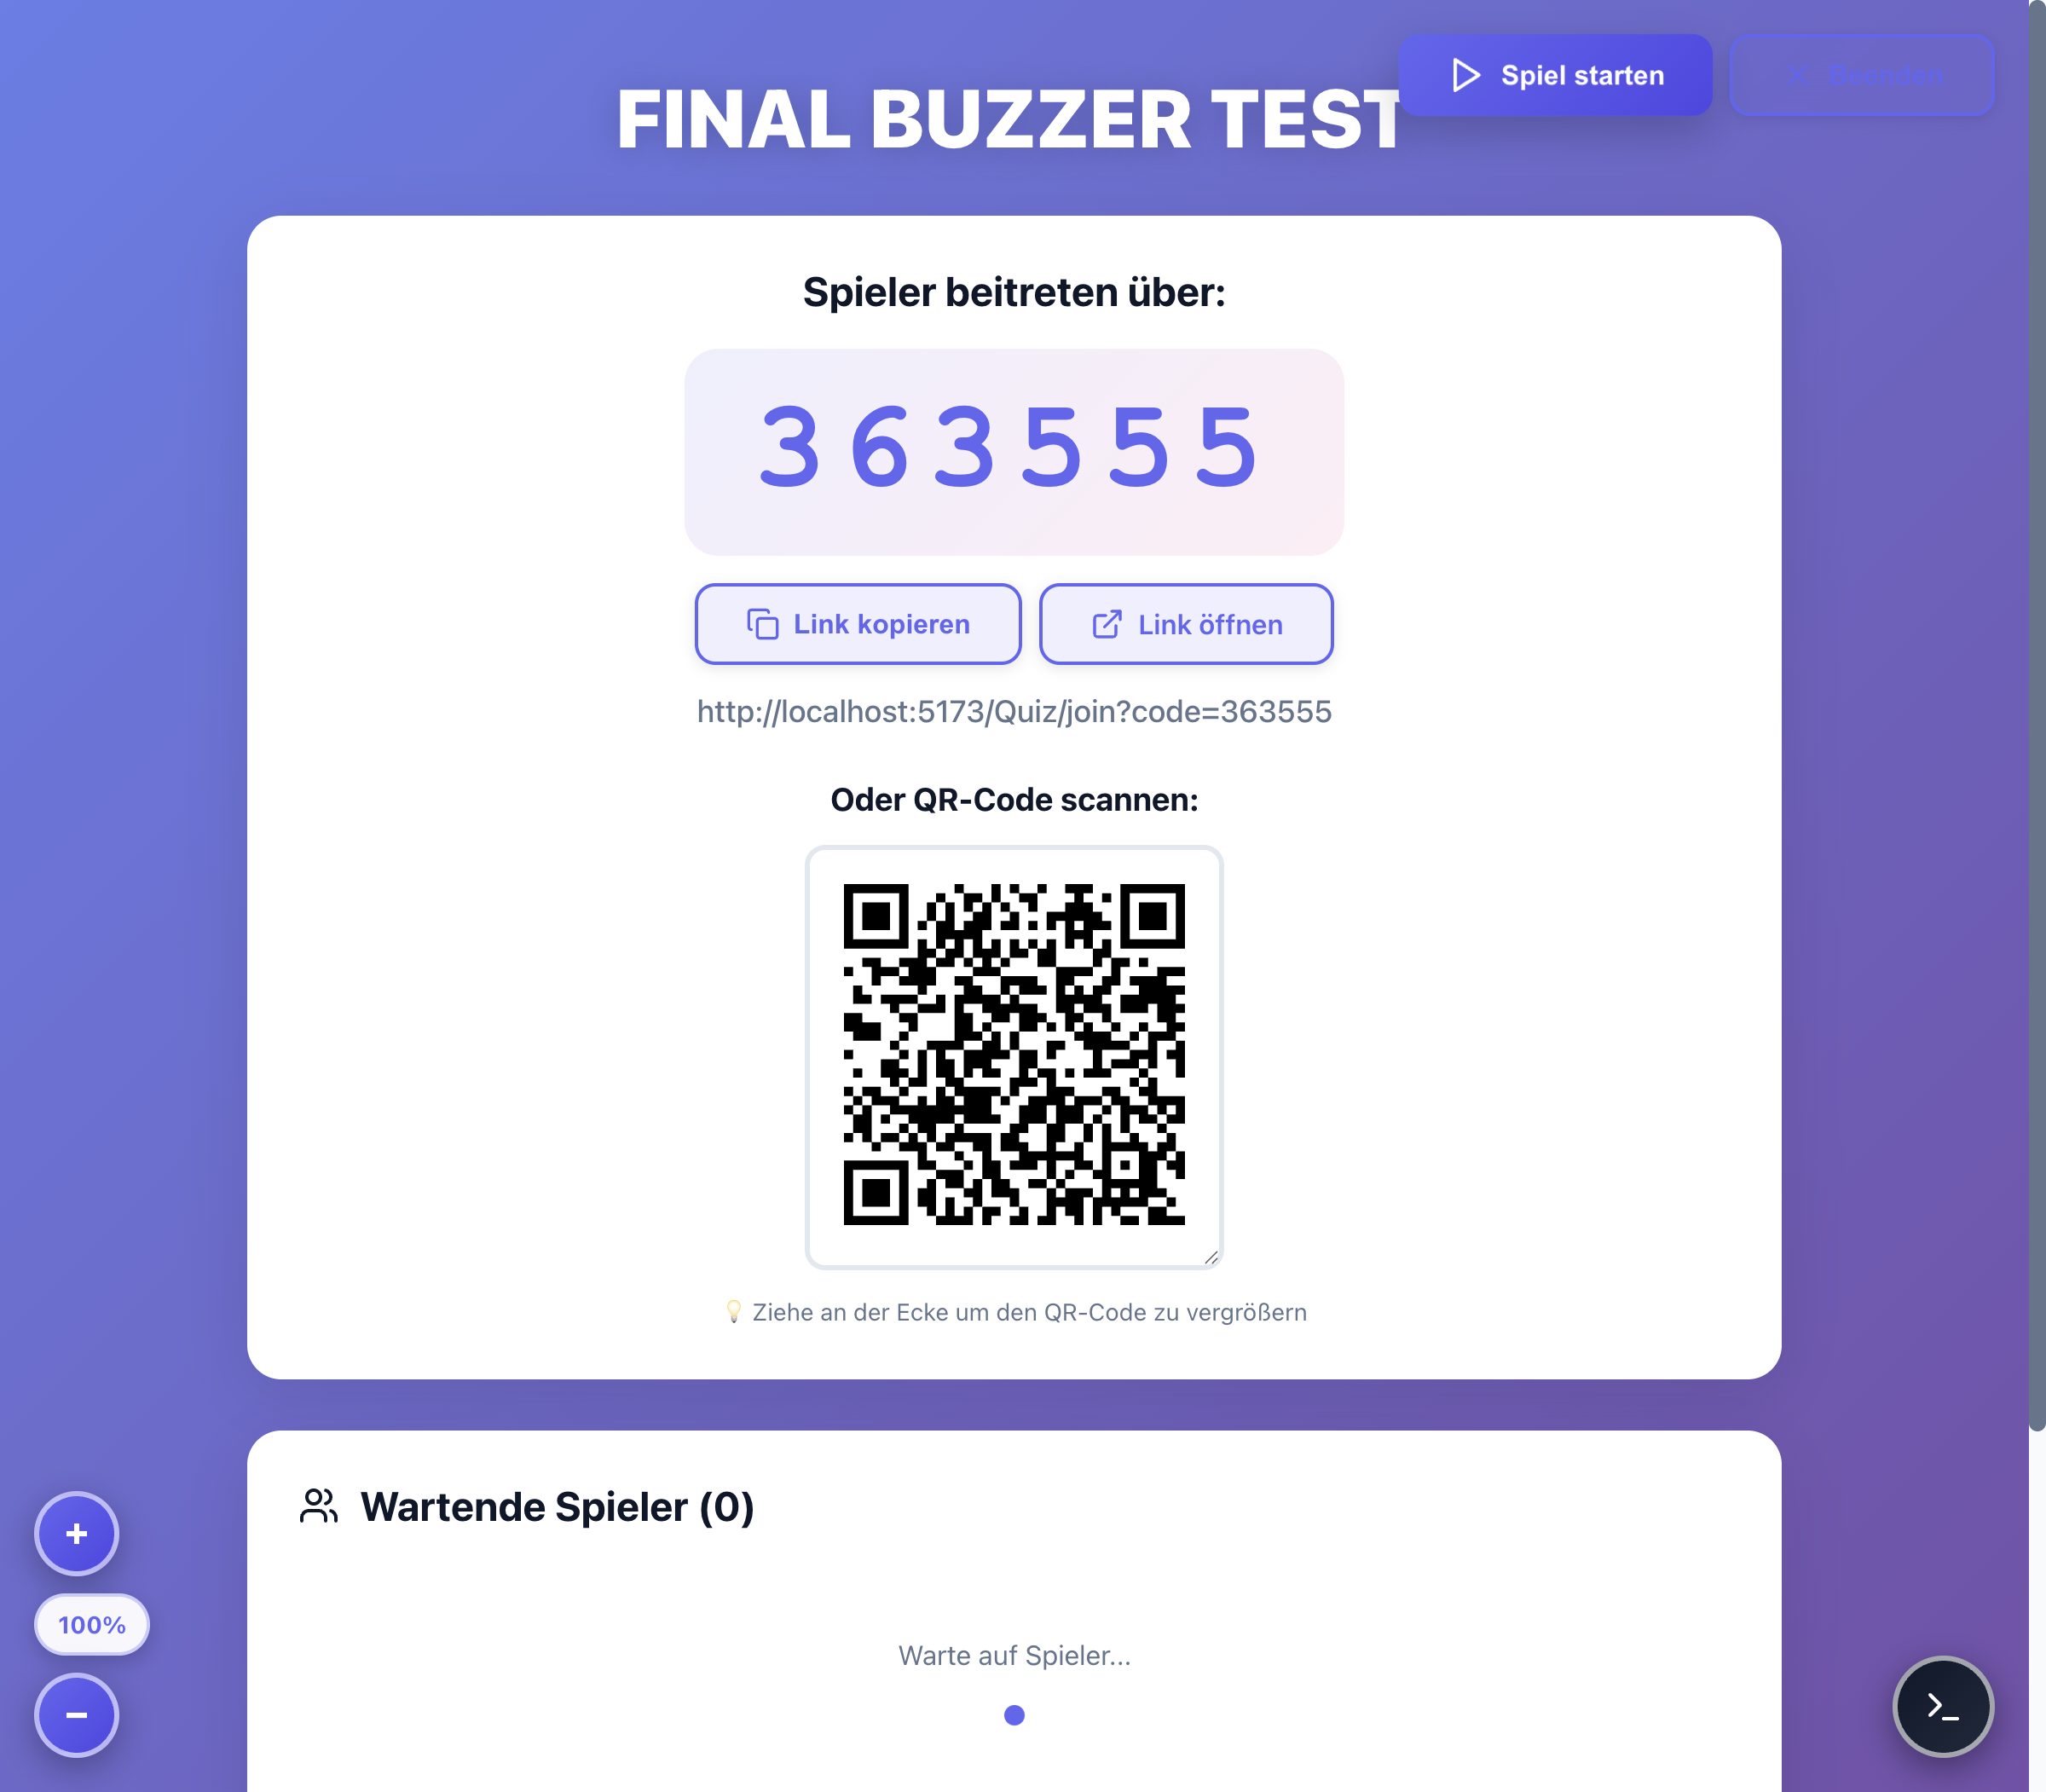 Spiel starten
Beenden
FINAL BUZZER TEST
Spieler beitreten über:
363555
Link kopieren
Link öffnen
http://localhost:5173/Quiz/join?code=363555
Oder QR-Code scannen:
💡 Ziehe an der Ecke um den QR-Code zu vergrößern
Wartende Spieler (0)
+
100%
−
Warte auf Spieler...